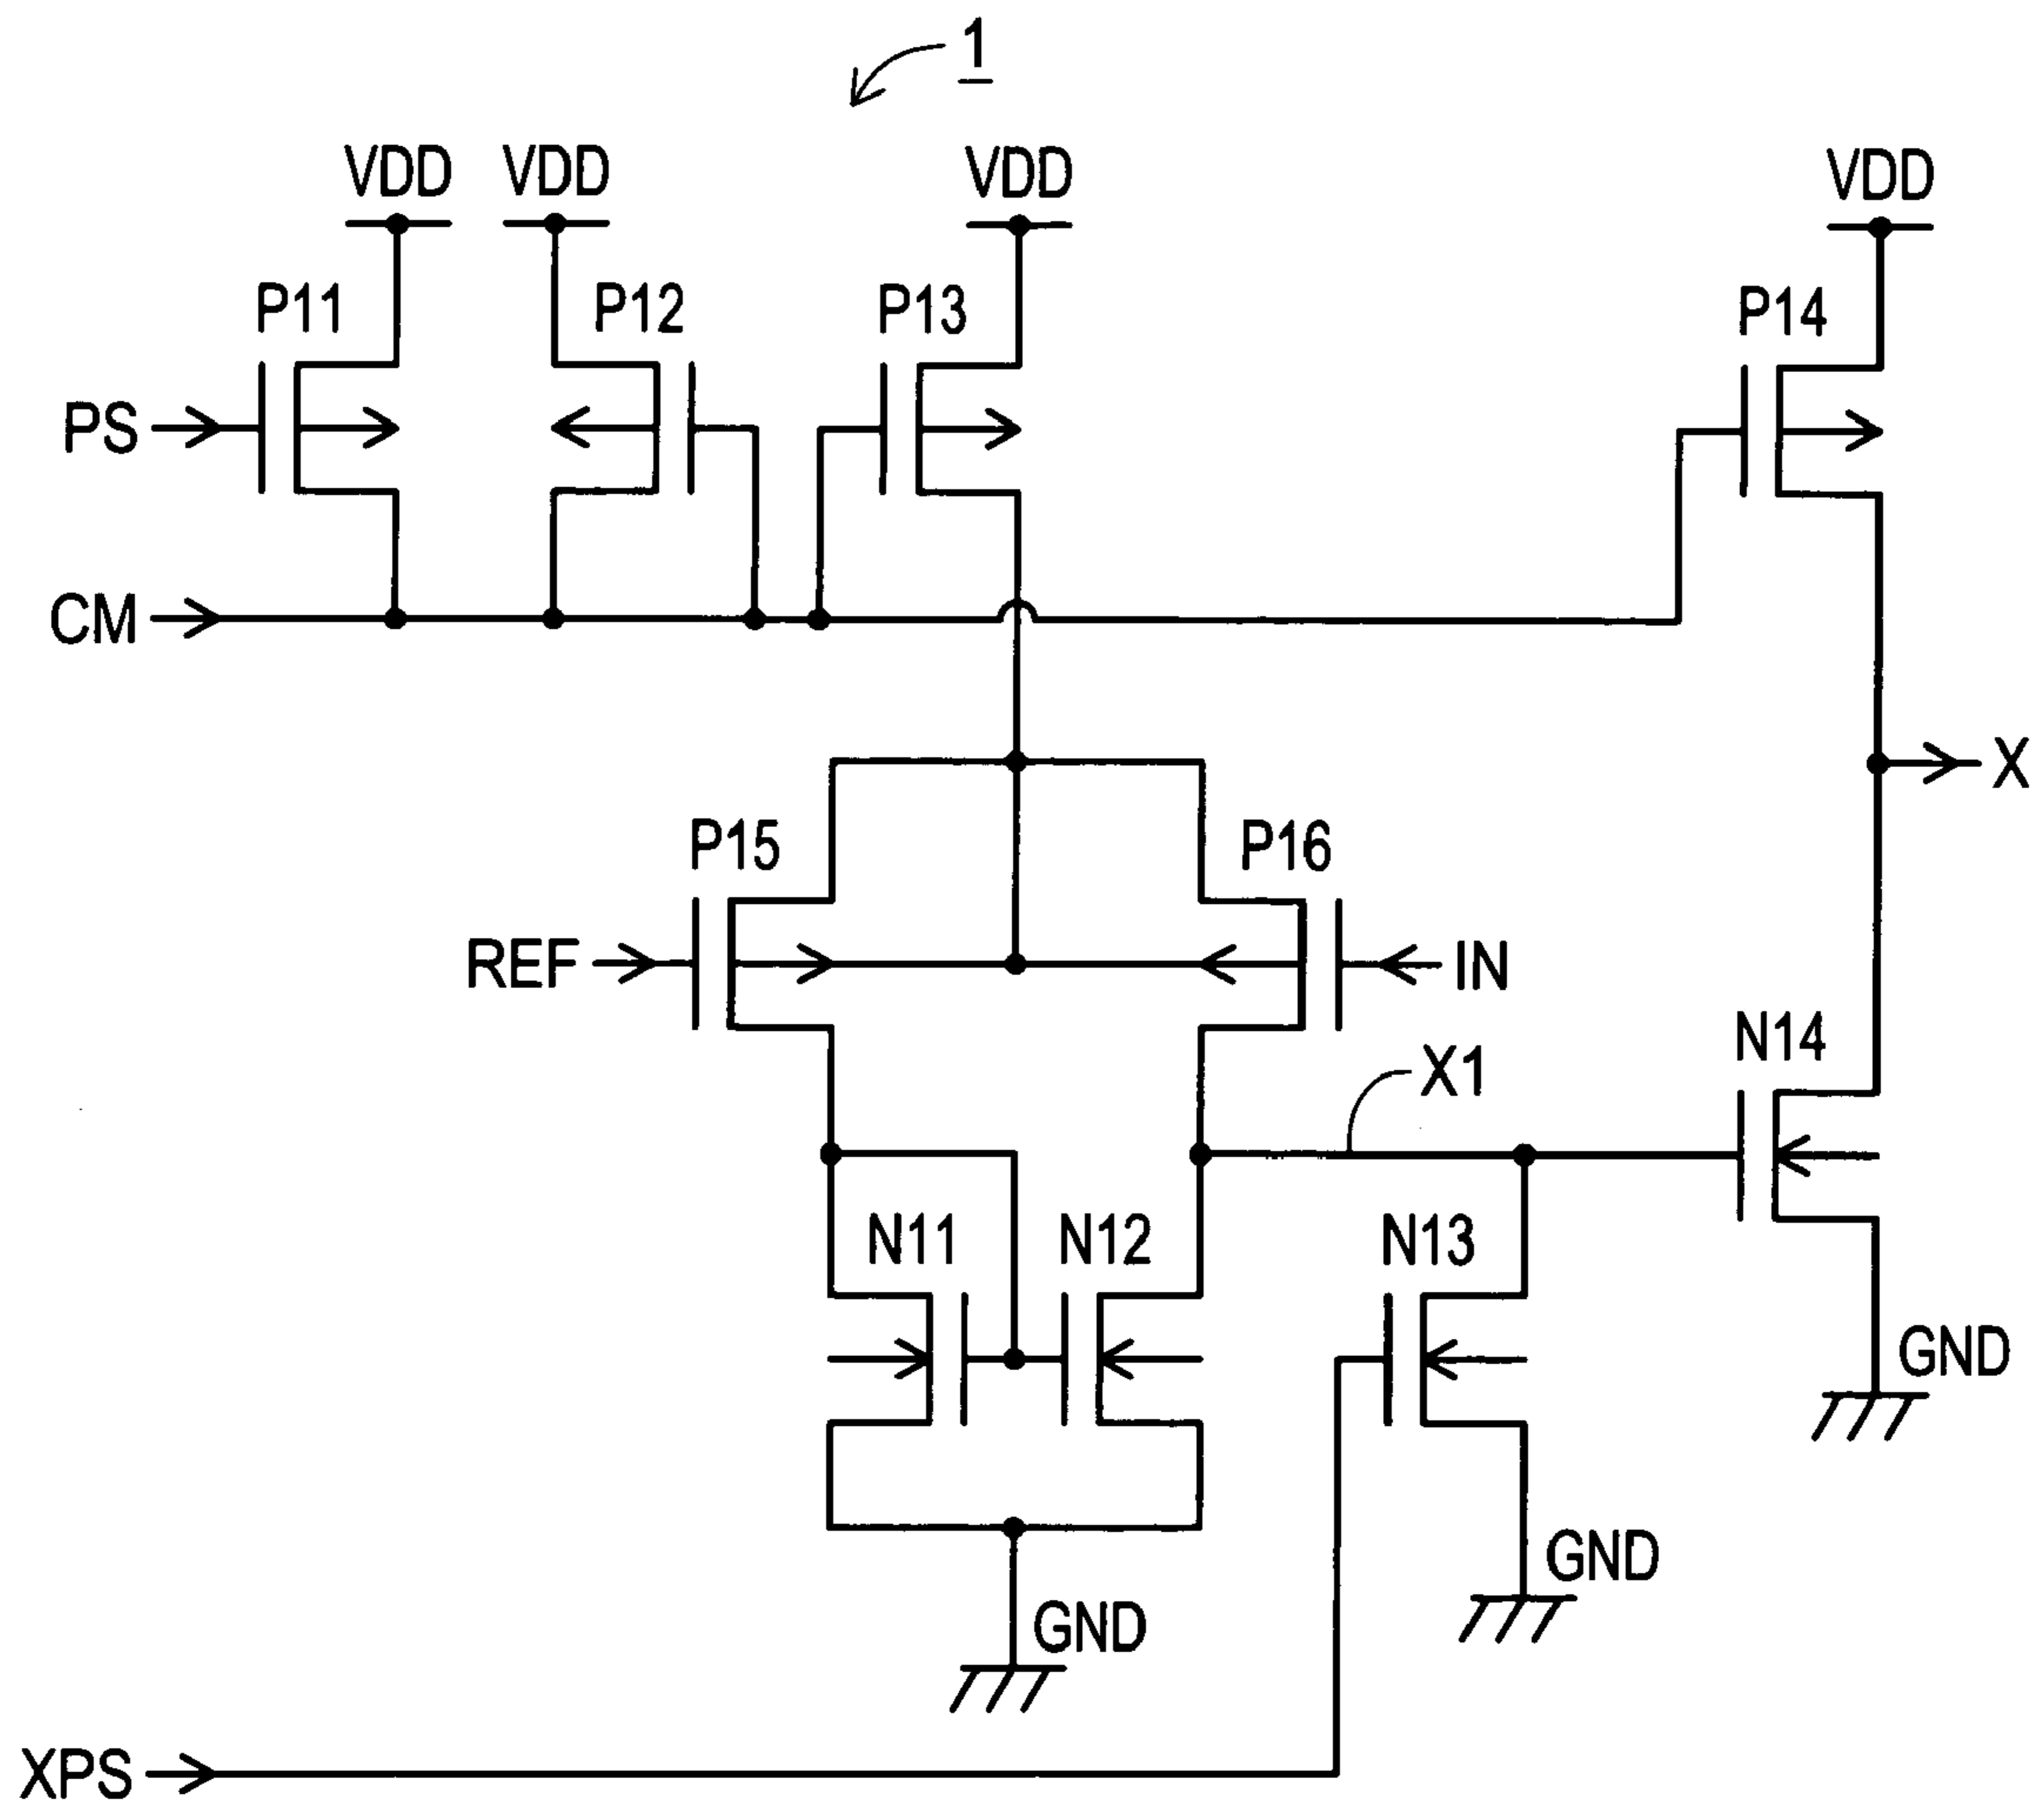 1
VDD VDD VDD VDD
P11 P12 P13 P14
PS
CM
X
P15 P16
REF IN
N14
X1
N11 N12 N13
GND
GND
GND
XPS